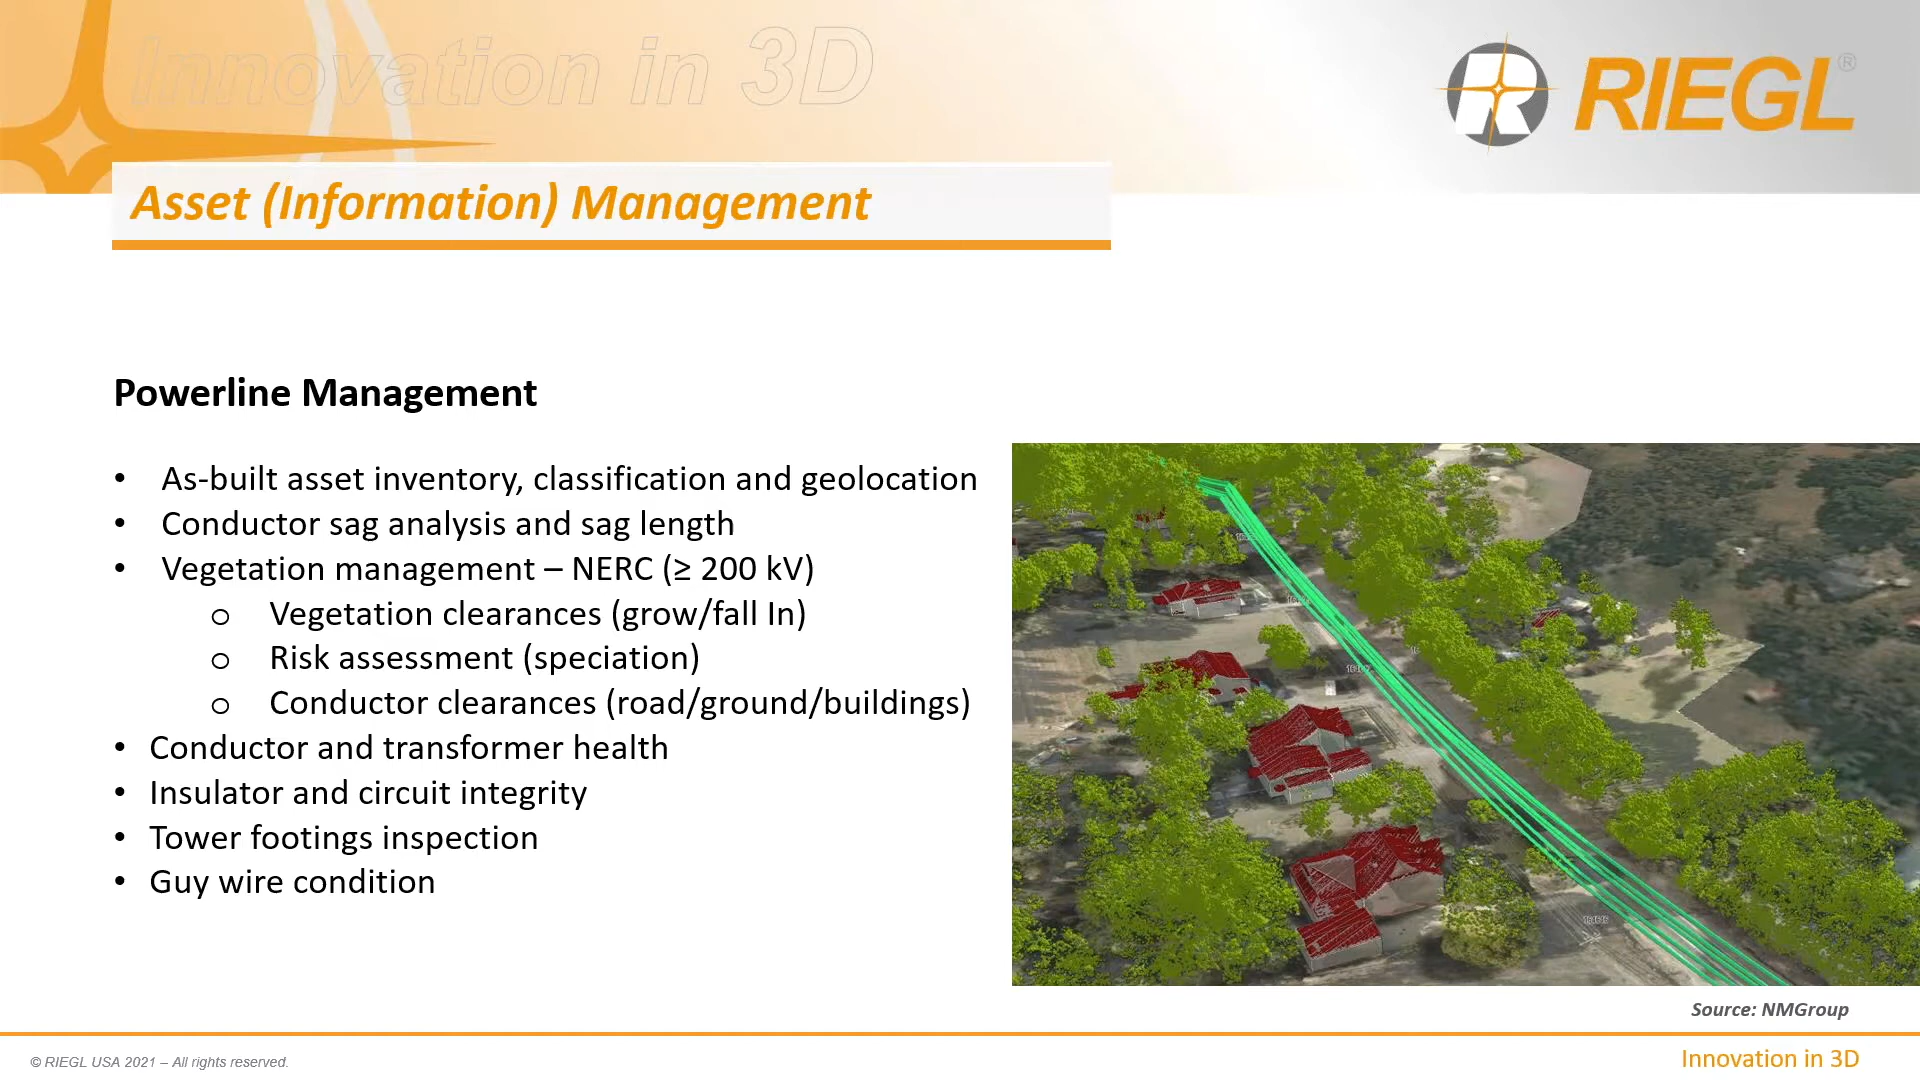 Innovation in 3D
RIEGL®
Asset (Information) Management
Powerline Management
• As-built asset inventory, classification and geolocation
• Conductor sag analysis and sag length
• Vegetation management – NERC (≥ 200 kV)
o Vegetation clearances (grow/fall In)
o Risk assessment (speciation)
o Conductor clearances (road/ground/buildings)
• Conductor and transformer health
• Insulator and circuit integrity
• Tower footings inspection
• Guy wire condition
Source: NMGroup
© RIEGL USA 2021 – All rights reserved.
Innovation in 3D